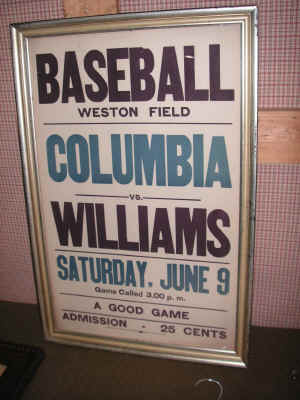 BASEBALL
WESTON FIELD
COLUMBIA
-VS.-
WILLIAMS
SATURDAY, JUNE 9
Game Called 3.00 p. m.
A GOOD GAME
ADMISSION - 25 CENTS